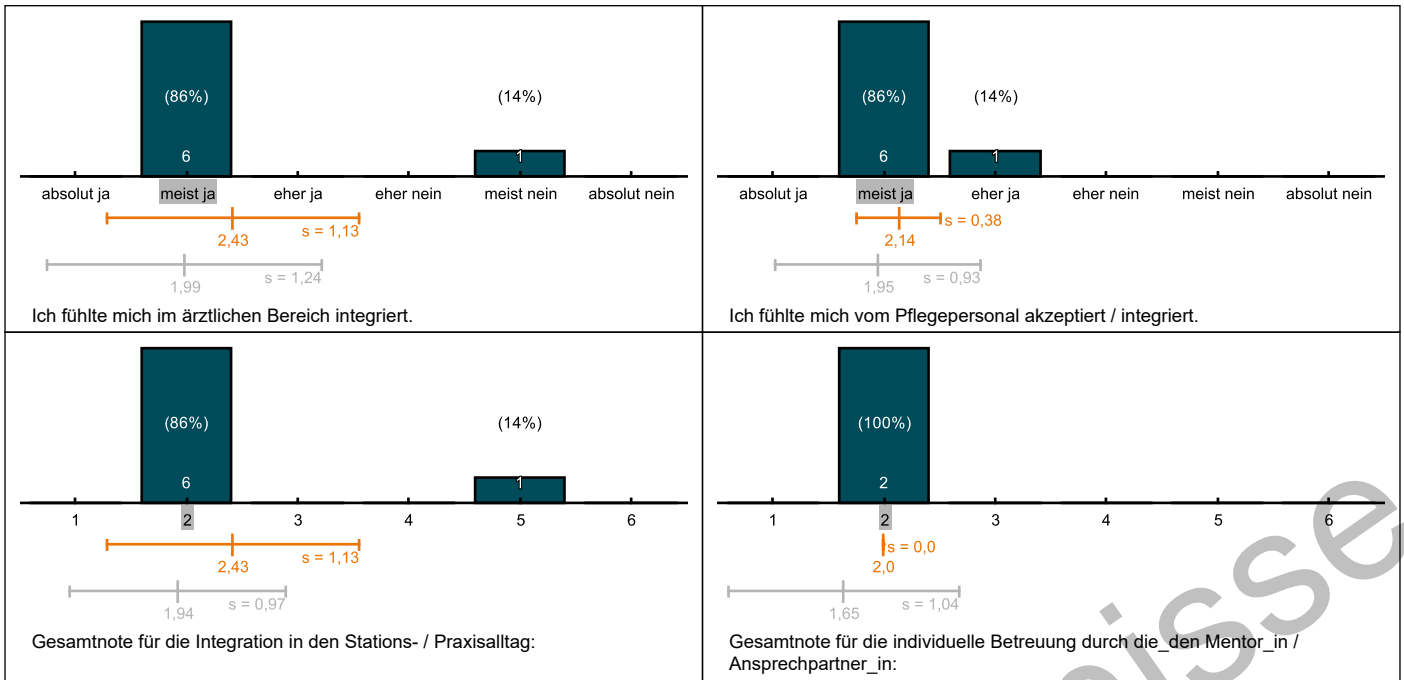 (86%)
(14%)
6
1
absolut ja meist ja eher ja eher nein meist nein absolut nein
s = 1,13
2,43
s = 1,24
1,99
Ich fühlte mich im ärztlichen Bereich integriert.
(86%)
(14%)
6
1
absolut ja meist ja eher ja eher nein meist nein absolut nein
s = 0,38
2,14
s = 0,93
1,95
Ich fühlte mich vom Pflegepersonal akzeptiert / integriert.
(86%)
(14%)
6
1
1 2 3 4 5 6
s = 1,13
2,43
s = 0,97
1,94
Gesamtnote für die Integration in den Stations- / Praxisalltag:
(100%)
2
1 2 3 4 5 6
s = 0,0
2,0
s = 1,04
1,65
Gesamtnote für die individuelle Betreuung durch die_den Mentor_in /
Ansprechpartner_in:
isse